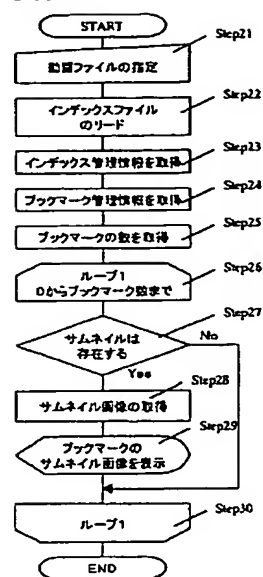 START
Step21
動画ファイルの指定
Step22
インデックスファイル
のリード
Step23
インデックス管理情報を取得
Step24
ブックマーク管理情報を取得
Step25
ブックマークの数を取得
Step26
ループ1
0からブックマーク数まで
Step27
サムネイルは
存在する
No
Yes
Step28
サムネイル画像の取得
Step29
ブックマークの
サムネイル画像を表示
Step30
ループ1
END